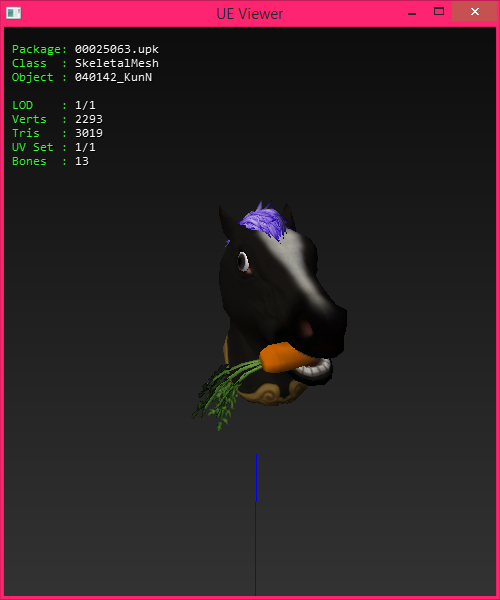 UE Viewer
Package: 00025063.upk
Class  : SkeletalMesh
Object : 040142_KunN
LOD    : 1/1
Verts  : 2293
Tris   : 3019
UV Set : 1/1
Bones  : 13